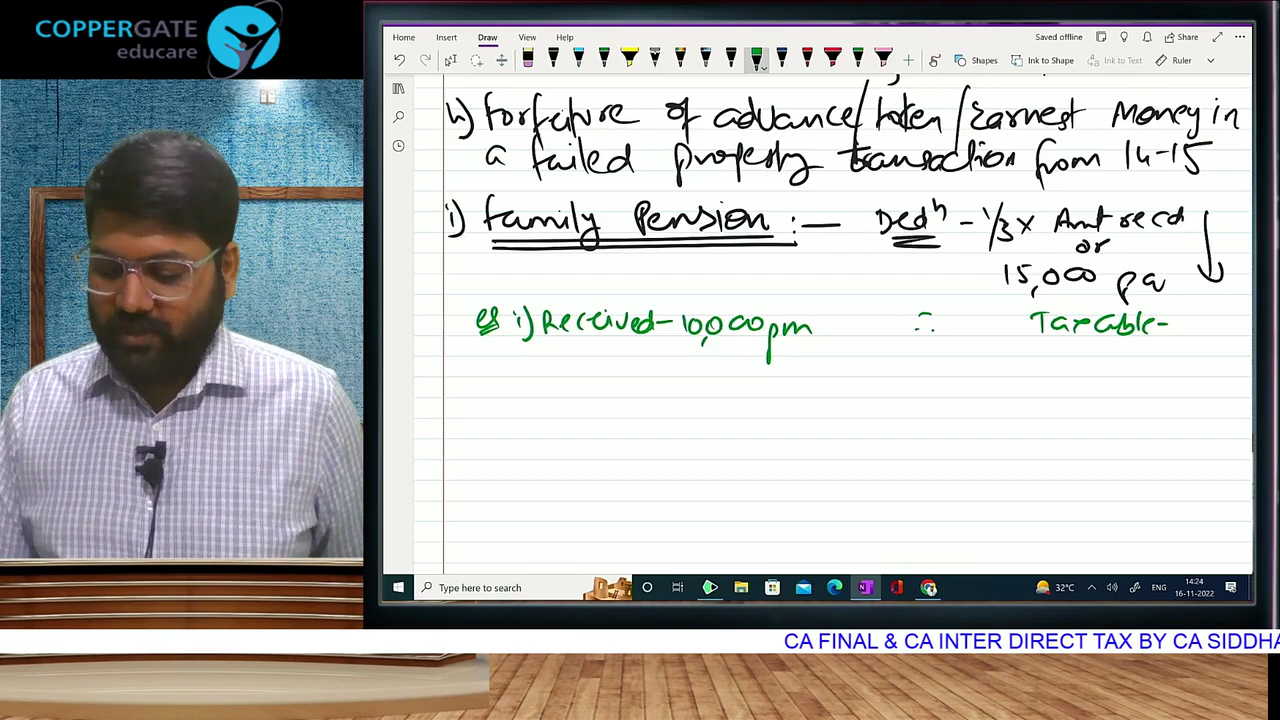 COPPERGATE
educare
Home Insert Draw View Help
Saved offline
Share
Shapes
Ink to Shape
Ink to Text
Ruler
h) Forfeiture of advance/token/Earnest Money in
a failed property transaction from 14-15
i) Family Pension :— Dedn - 1/3 x Amt recd
or
15,000 pa
eg i) Received-10,000pm ∴ Taxable-
Type here to search
32°C
ENG
14:24
16-11-2022
CA FINAL & CA INTER DIRECT TAX BY CA SIDDHA